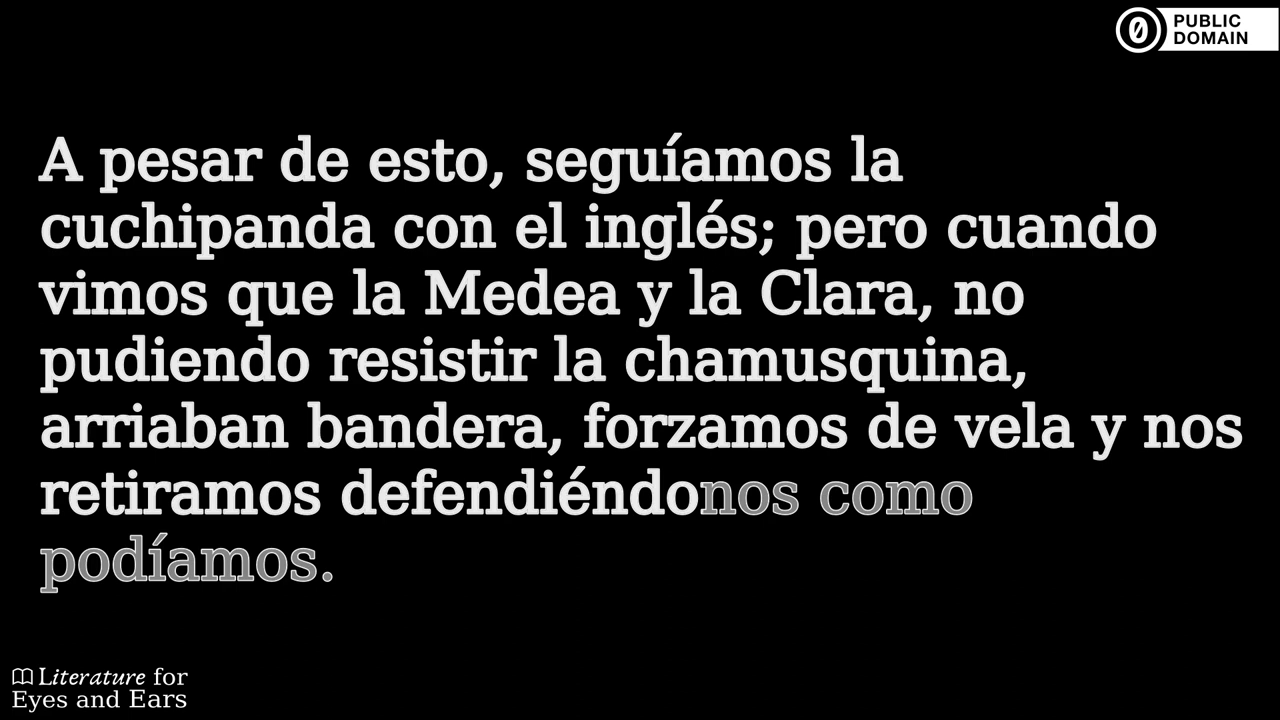 PUBLIC
DOMAIN
A pesar de esto, seguíamos la
cuchipanda con el inglés; pero cuando
vimos que la Medea y la Clara, no
pudiendo resistir la chamusquina,
arriaban bandera, forzamos de vela y nos
retiramos defendiéndonos como
podíamos.
Literature for
Eyes and Ears